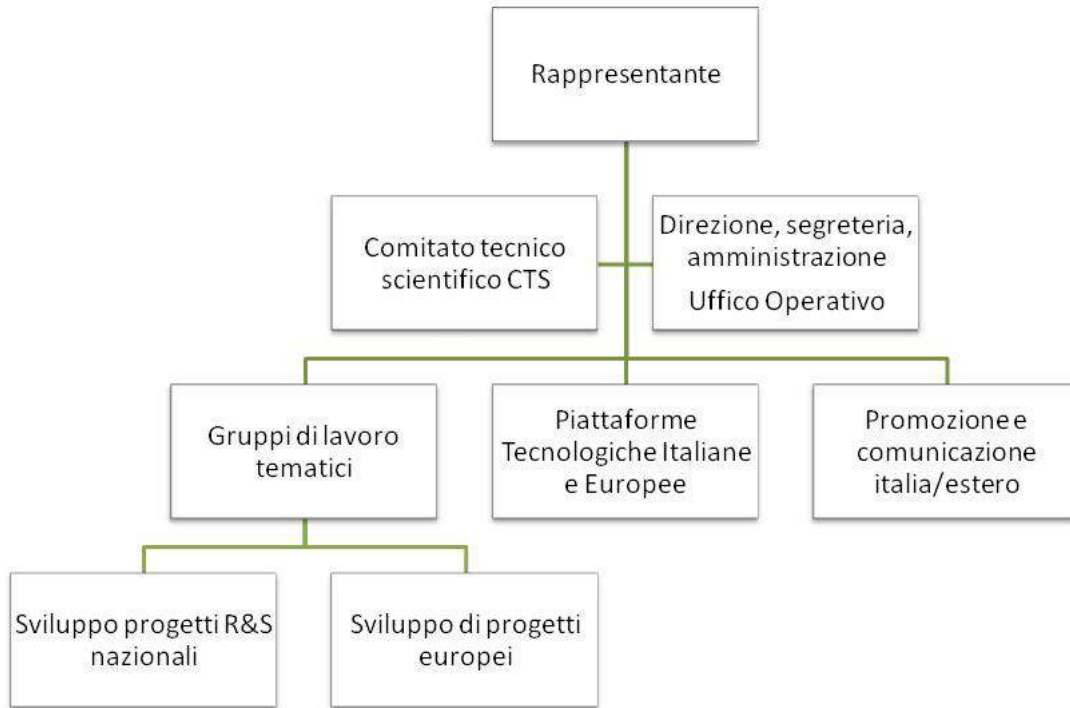 Rappresentante
Comitato tecnico
scientifico CTS
Direzione, segreteria,
amministrazione
Uffico Operativo
Gruppi di lavoro
tematici
Piattaforme
Tecnologiche Italiane
e Europee
Promozione e
comunicazione
italia/estero
Sviluppo progetti R&S
nazionali
Sviluppo di progetti
europei